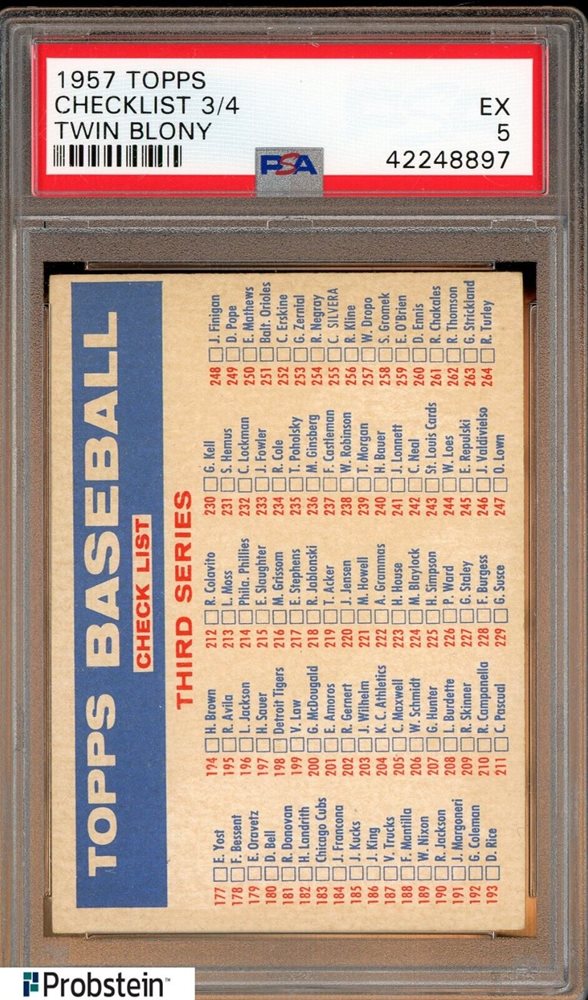 1957 TOPPS
CHECKLIST 3/4
TWIN BLONY
EX
5
PSA
42248897
TOPPS BASEBALL
CHECK LIST
THIRD SERIES
177 E. Yost
178 F. Bessent
179 E. Oravetz
180 D. Bell
181 R. Donovan
182 H. Landrith
183 Chicago Cubs
184 J. Francona
185 J. Kucks
186 J. King
187 V. Trucks
188 F. Mantilla
189 W. Nixon
190 R. Jackson
191 J. Margoneri
192 G. Coleman
193 D. Rice
194 H. Brown
195 R. Avila
196 L. Jackson
197 H. Sauer
198 Detroit Tigers
199 V. Law
200 G. McDougald
201 E. Amoros
202 R. Gernert
203 J. Wilhelm
204 K.C. Athletics
205 C. Maxwell
206 W. Schmidt
207 G. Hunter
208 L. Burdette
209 R. Skinner
210 R. Campanella
211 C. Pascual
212 R. Colavito
213 L. Moss
214 Phila. Phillies
215 E. Slaughter
216 M. Grissom
217 E. Stephens
218 R. Jablonski
219 T. Acker
220 J. Jensen
221 M. Howell
222 A. Grammas
223 H. House
224 M. Blaylock
225 H. Simpson
226 P. Ward
227 G. Staley
228 F. Burgess
229 G. Susce
230 G. Kell
231 S. Hemus
232 C. Lockman
233 J. Fowler
234 R. Cole
235 T. Poholsky
236 M. Ginsberg
237 F. Castleman
238 W. Robinson
239 T. Morgan
240 H. Bauer
241 J. Lonnett
242 C. Neal
243 St. Louis Cards
244 W. Loes
245 E. Repulski
246 J. Valdivielso
247 O. Lown
248 J. Finigan
249 D. Pope
250 E. Mathews
251 Balt. Orioles
252 C. Erskine
253 G. Zernial
254 R. Negray
255 C. SILVERA
256 R. Kline
257 W. Dropo
258 S. Gromek
259 E. O'Brien
260 D. Ennis
261 R. Chakales
262 R. Thomson
263 G. Strickland
264 R. Turley
Probstein™